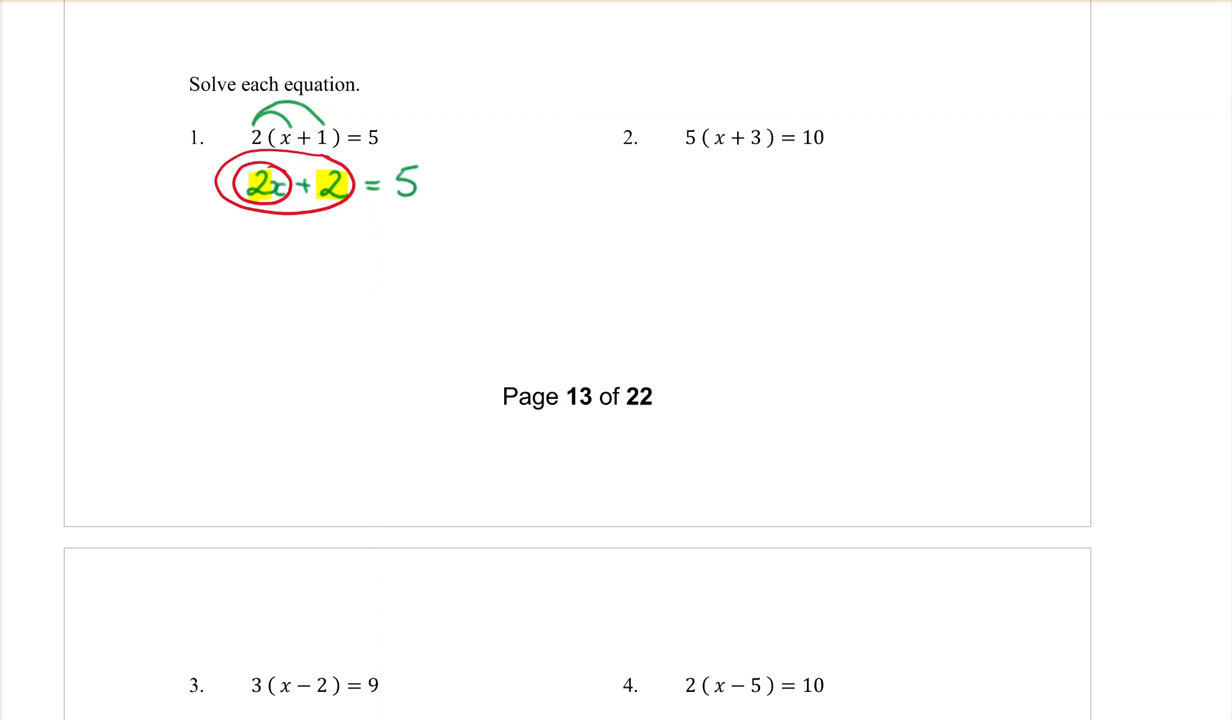 Solve each equation.
1. 2 ( x + 1 ) = 5
2x + 2 = 5
2. 5 ( x + 3 ) = 10
Page 13 of 22
3. 3 ( x − 2 ) = 9
4. 2 ( x − 5 ) = 10